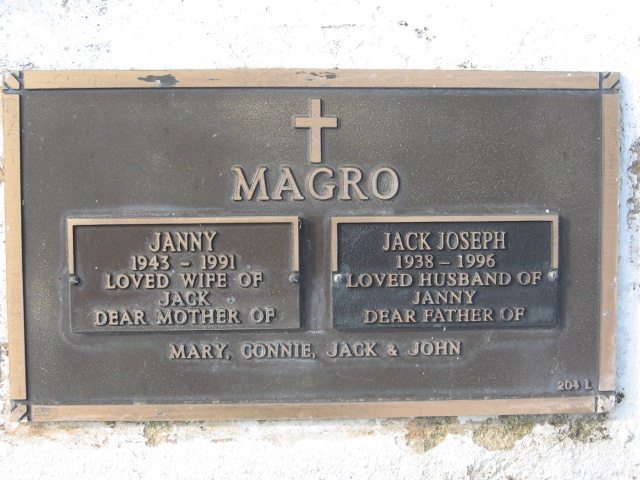 MAGRO
JANNY
1943 - 1991
LOVED WIFE OF
JACK
DEAR MOTHER OF
JACK JOSEPH
1938 - 1996
LOVED HUSBAND OF
JANNY
DEAR FATHER OF
MARY, CONNIE, JACK & JOHN
204 L